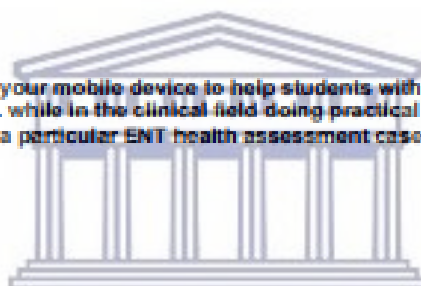 your mobile device to help students with
while in the clinical field doing practical
a particular ENT health assessment case